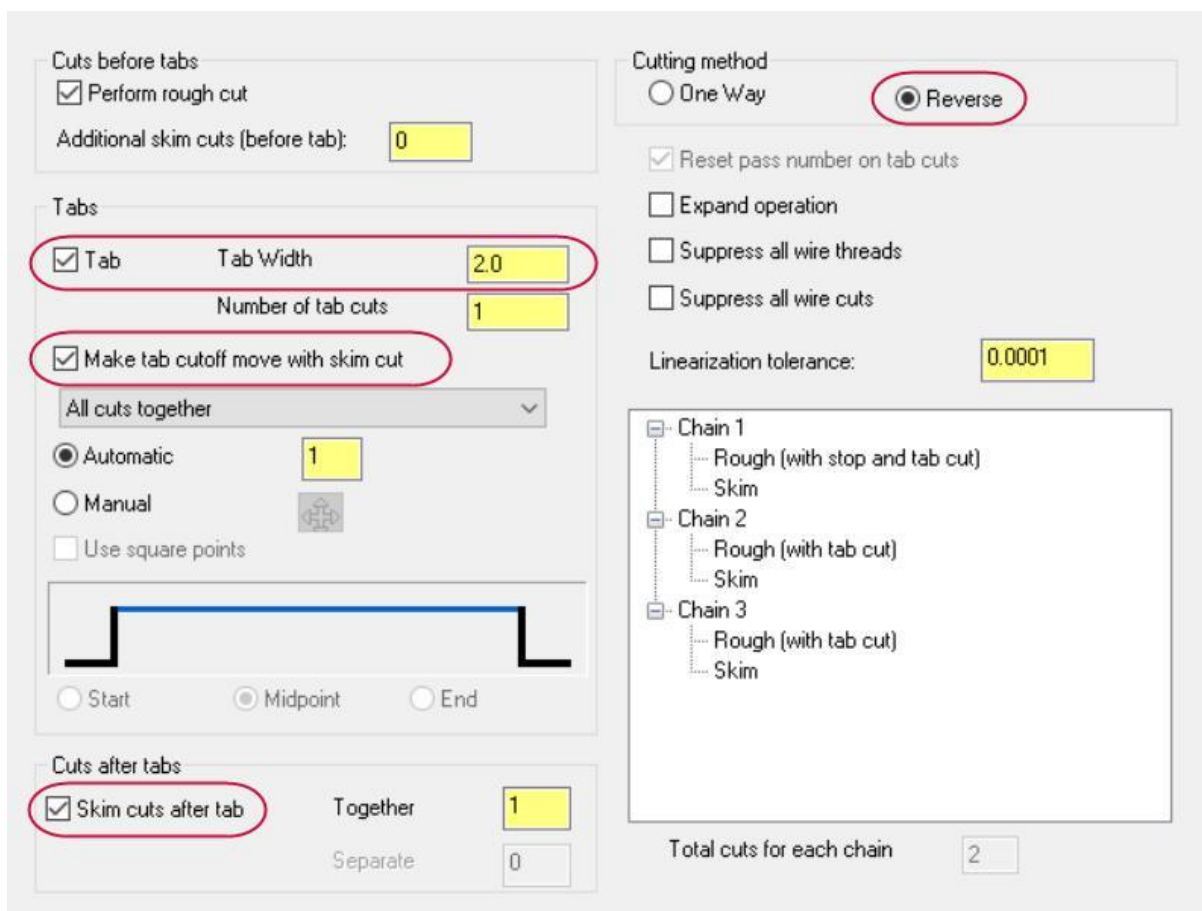 Cuts before tabs
Perform rough cut
Additional skim cuts (before tab): 0
Tabs
Tab Tab Width 2.0
Number of tab cuts 1
Make tab cutoff move with skim cut
All cuts together
Automatic 1
Manual
Use square points
Start Midpoint End
Cuts after tabs
Skim cuts after tab Together 1
Separate 0
Cutting method
One Way Reverse
Reset pass number on tab cuts
Expand operation
Suppress all wire threads
Suppress all wire cuts
Linearization tolerance: 0.0001
Chain 1
Rough (with stop and tab cut)
Skim
Chain 2
Rough (with tab cut)
Skim
Chain 3
Rough (with tab cut)
Skim
Total cuts for each chain 2